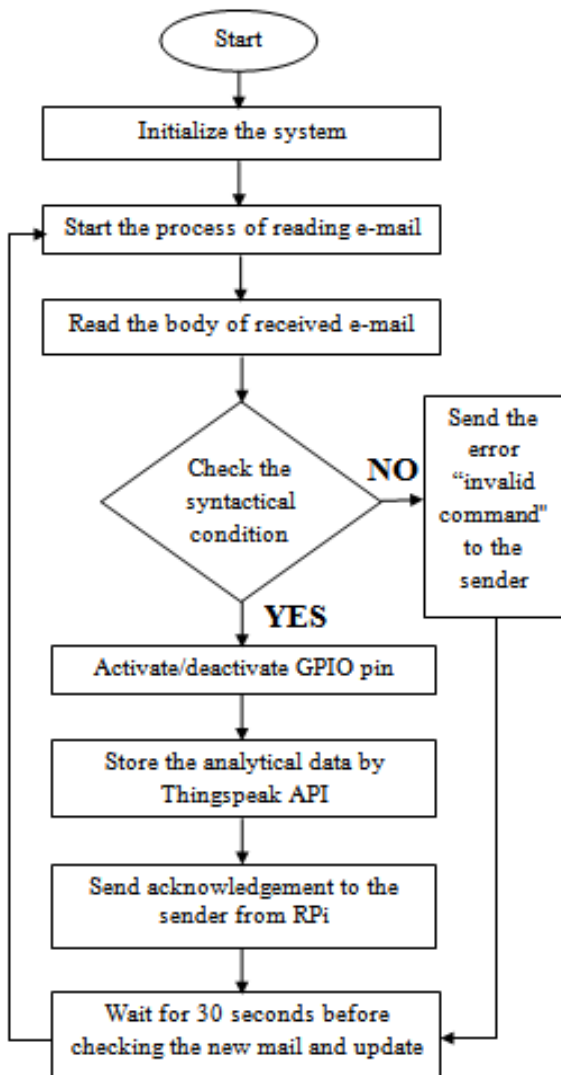 Start
Initialize the system
Start the process of reading e-mail
Read the body of received e-mail
Check the
syntactical
condition
NO
Send the
error
“invalid
command"
to the
sender
YES
Activate/deactivate GPIO pin
Store the analytical data by
Thingspeak API
Send acknowledgement to the
sender from RPi
Wait for 30 seconds before
checking the new mail and update